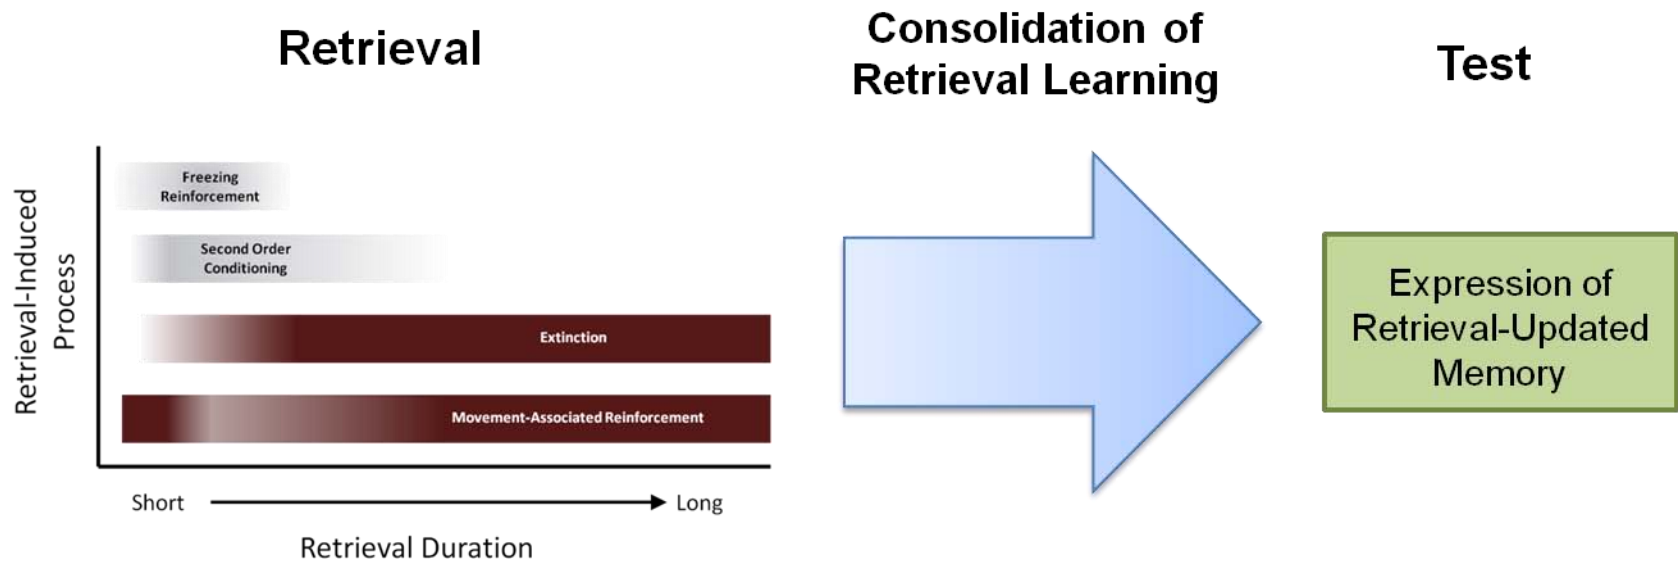 Retrieval
Consolidation of
Retrieval Learning
Test
Retrieval-Induced
Process
Freezing
Reinforcement
Second Order
Conditioning
Extinction
Movement-Associated Reinforcement
Short
Long
Retrieval Duration
Expression of
Retrieval-Updated
Memory